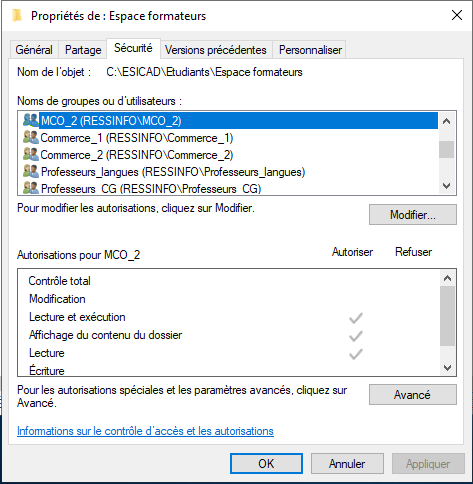 Propriétés de : Espace formateurs
Général Partage Sécurité Versions précédentes Personnaliser
Nom de l'objet : C:\ESICAD\Etudiants\Espace formateurs
Noms de groupes ou d'utilisateurs :
MCO_2 (RESSINFO\MCO_2)
Commerce_1 (RESSINFO\Commerce_1)
Commerce_2 (RESSINFO\Commerce_2)
Professeurs_langues (RESSINFO\Professeurs_langues)
Professeurs_CG (RESSINFO\Professeurs_CG)
Pour modifier les autorisations, cliquez sur Modifier.
Modifier...
Autorisations pour MCO_2 Autoriser Refuser
Contrôle total
Modification
Lecture et exécution
Affichage du contenu du dossier
Lecture
Écriture
Pour les autorisations spéciales et les paramètres avancés, cliquez sur
Avancé.
Avancé
Informations sur le contrôle d'accès et les autorisations
OK Annuler Appliquer